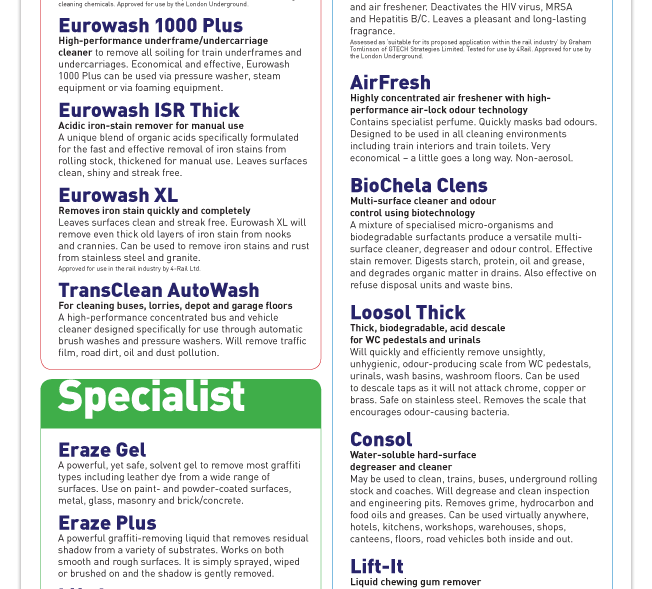 cleaning chemicals. Approved for use by the London Underground.
Eurowash 1000 Plus
High-performance underframe/undercarriage
cleaner to remove all soiling for train underframes and
undercarriages. Economical and effective, Eurowash
1000 Plus can be used via pressure washer, steam
equipment or via foaming equipment.
Eurowash ISR Thick
Acidic iron-stain remover for manual use
A unique blend of organic acids specifically formulated
for the fast and effective removal of iron stains from
rolling stock, thickened for manual use. Leaves surfaces
clean, shiny and streak free.
Eurowash XL
Removes iron stain quickly and completely
Leaves surfaces clean and streak free. Eurowash XL will
remove even thick old layers of iron stain from nooks
and crannies. Can be used to remove iron stains and rust
from stainless steel and granite.
Approved for use in the rail industry by 4-Rail Ltd.
TransClean AutoWash
For cleaning buses, lorries, depot and garage floors
A high-performance concentrated bus and vehicle
cleaner designed specifically for use through automatic
brush washes and pressure washers. Will remove traffic
film, road dirt, oil and dust pollution.
Specialist
Eraze Gel
A powerful, yet safe, solvent gel to remove most graffiti
types including leather dye from a wide range of
surfaces. Use on paint- and powder-coated surfaces,
metal, glass, masonry and brick/concrete.
Eraze Plus
A powerful graffiti-removing liquid that removes residual
shadow from a variety of substrates. Works on both
smooth and rough surfaces. It is simply sprayed, wiped
or brushed on and the shadow is gently removed.
and air freshener. Deactivates the HIV virus, MRSA
and Hepatitis B/C. Leaves a pleasant and long-lasting
fragrance.
Assessed as 'suitable for its proposed application within the rail industry' by Graham
Tomlinson of GTECH Strategies Limited. Tested for use by 4Rail. Approved for use by
the London Underground.
AirFresh
Highly concentrated air freshener with high-
performance air-lock odour technology
Contains specialist perfume. Quickly masks bad odours.
Designed to be used in all cleaning environments
including train interiors and train toilets. Very
economical – a little goes a long way. Non-aerosol.
BioChela Clens
Multi-surface cleaner and odour
control using biotechnology
A mixture of specialised micro-organisms and
biodegradable surfactants produce a versatile multi-
surface cleaner, degreaser and odour control. Effective
stain remover. Digests starch, protein, oil and grease,
and degrades organic matter in drains. Also effective on
refuse disposal units and waste bins.
Loosol Thick
Thick, biodegradable, acid descale
for WC pedestals and urinals
Will quickly and efficiently remove unsightly,
unhygienic, odour-producing scale from WC pedestals,
urinals, wash basins, washroom floors. Can be used
to descale taps as it will not attack chrome, copper or
brass. Safe on stainless steel. Removes the scale that
encourages odour-causing bacteria.
Consol
Water-soluble hard-surface
degreaser and cleaner
May be used to clean, trains, buses, underground rolling
stock and coaches. Will degrease and clean inspection
and engineering pits. Removes grime, hydrocarbon and
food oils and greases. Can be used virtually anywhere,
hotels, kitchens, workshops, warehouses, shops,
canteens, floors, road vehicles both inside and out.
Lift-It
Liquid chewing gum remover